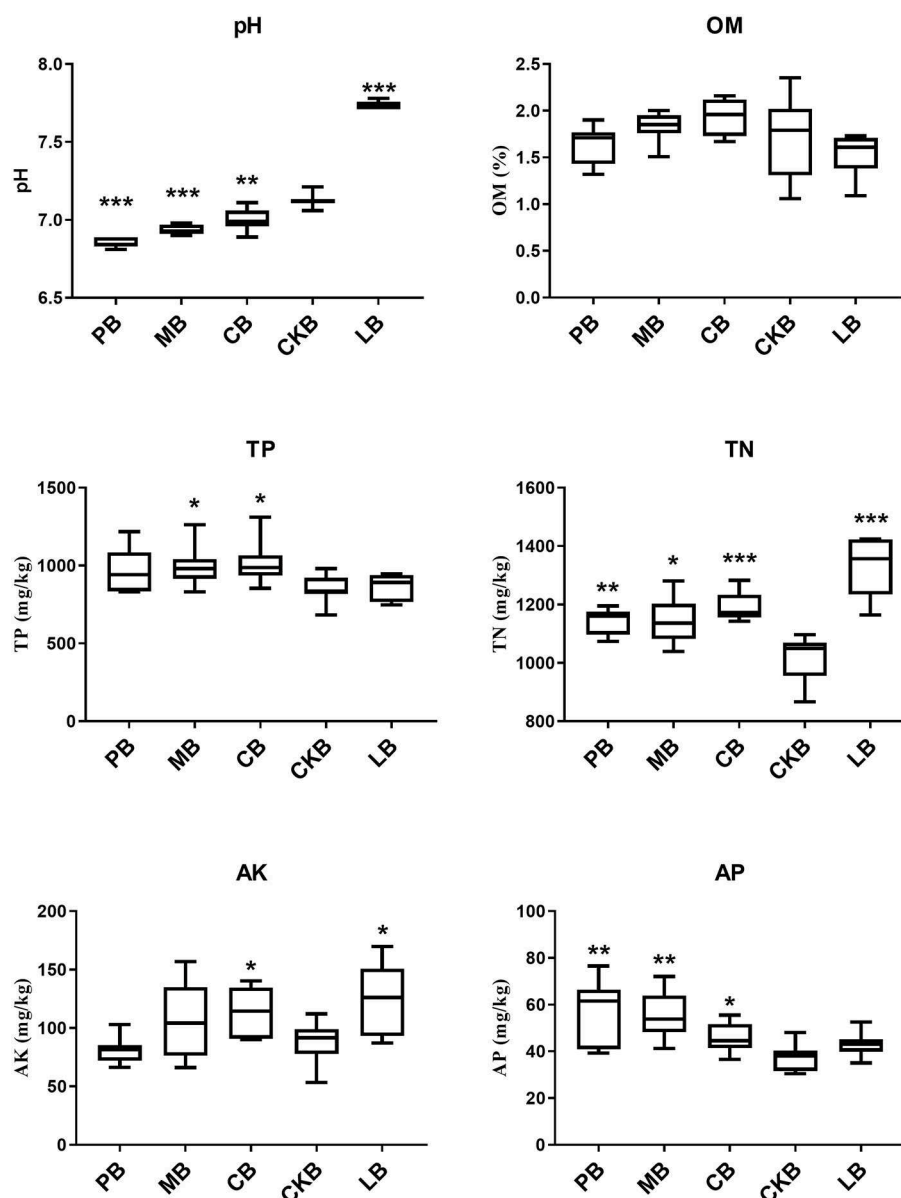 pH
8.0
7.5
7.0
6.5
pH
***
***
**
***
PB
MB
CB
CKB
LB
OM
2.5
2.0
1.5
1.0
0.5
0.0
OM (%)
PB
MB
CB
CKB
LB
TP
1500
1000
500
0
TP (mg/kg)
*
*
PB
MB
CB
CKB
LB
TN
1600
1400
1200
1000
800
TN (mg/kg)
**
*
***
***
PB
MB
CB
CKB
LB
AK
200
150
100
50
0
AK (mg/kg)
*
*
PB
MB
CB
CKB
LB
AP
100
80
60
40
20
0
AP (mg/kg)
**
**
*
PB
MB
CB
CKB
LB